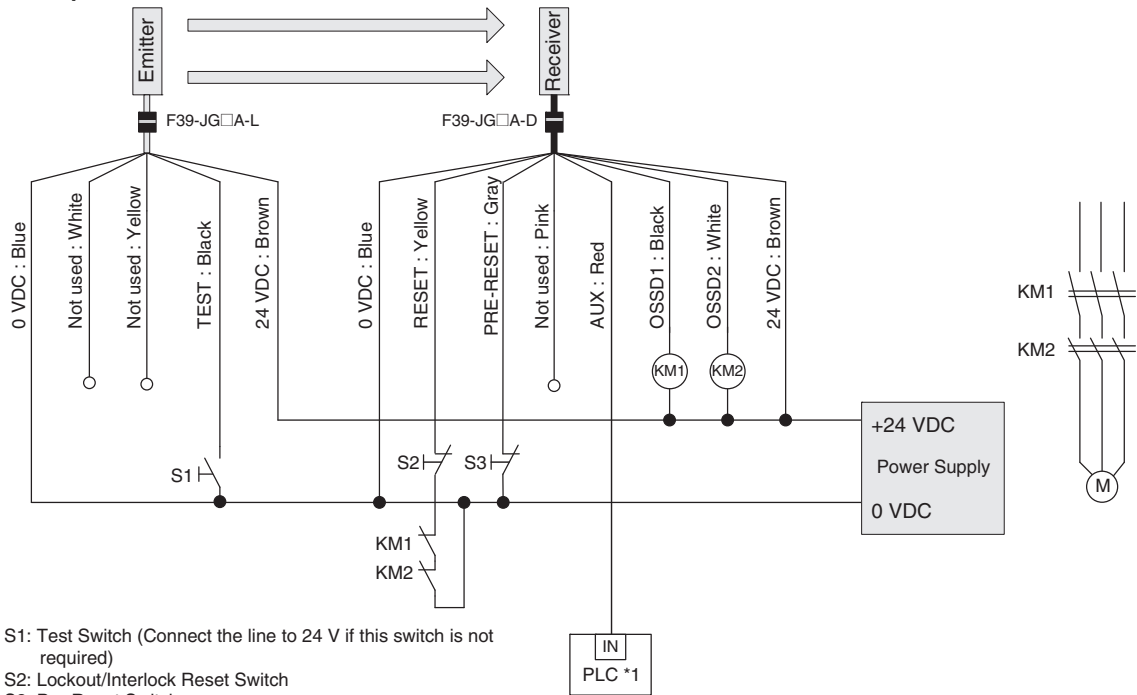 Emitter
Receiver
F39-JG□A-L
F39-JG□A-D
0 VDC : Blue
Not used : White
Not used : Yellow
TEST : Black
24 VDC : Brown
0 VDC : Blue
RESET : Yellow
PRE-RESET : Gray
Not used : Pink
AUX : Red
OSSD1 : Black
OSSD2 : White
24 VDC : Brown
KM1
KM2
KM1
KM2
+24 VDC
Power Supply
0 VDC
M
S1
S2
S3
KM1
KM2
IN
PLC *1
S1: Test Switch (Connect the line to 24 V if this switch is not
required)
S2: Lockout/Interlock Reset Switch